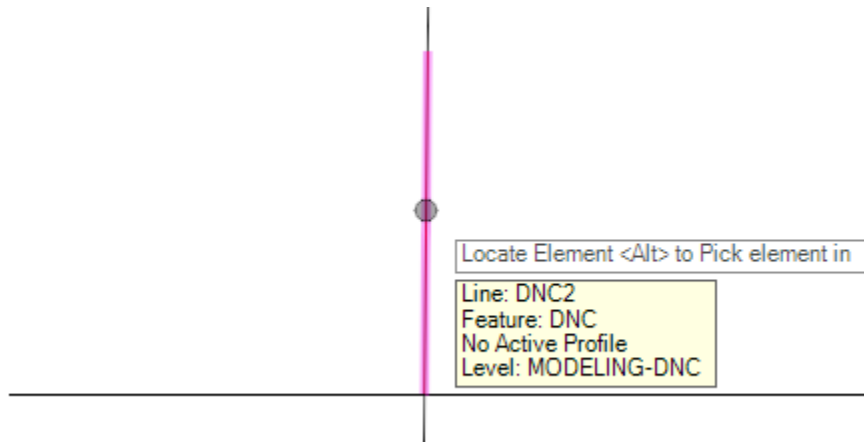 Locate Element <Alt> to Pick element in
Line: DNC2
Feature: DNC
No Active Profile
Level: MODELING-DNC